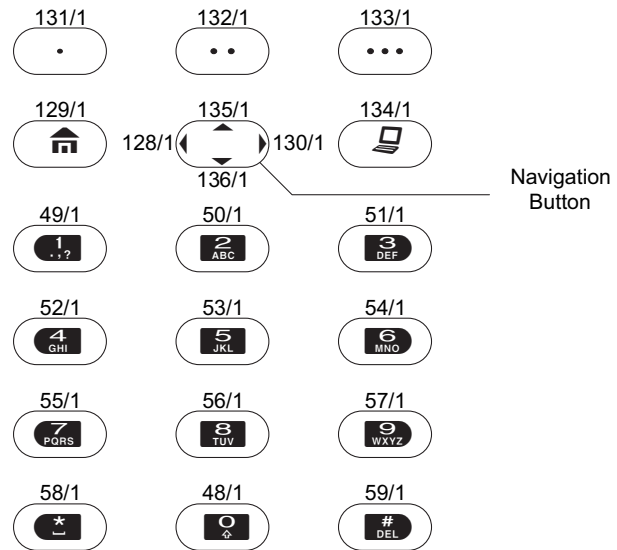 131/1 132/1 133/1
129/1 135/1 134/1
128/1 130/1
136/1
Navigation
Button
49/1 50/1 51/1
1 2 3
.,? ABC DEF
52/1 53/1 54/1
4 5 6
GHI JKL MNO
55/1 56/1 57/1
7 8 9
PQRS TUV WXYZ
58/1 48/1 59/1
* 0 #
DEL